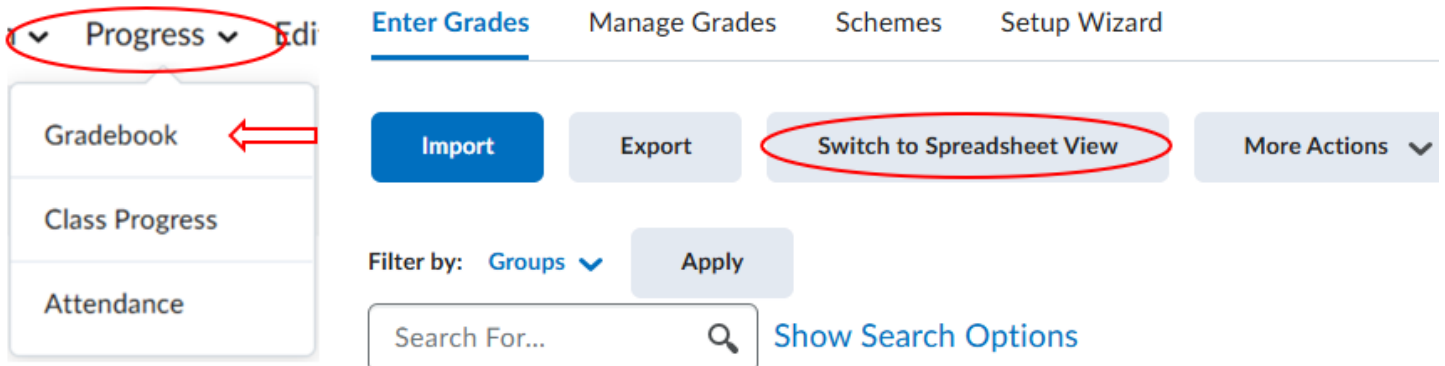 Progress Edi
Gradebook
Class Progress
Attendance
Enter Grades Manage Grades Schemes Setup Wizard
Import Export Switch to Spreadsheet View More Actions
Filter by: Groups Apply
Search For... Show Search Options